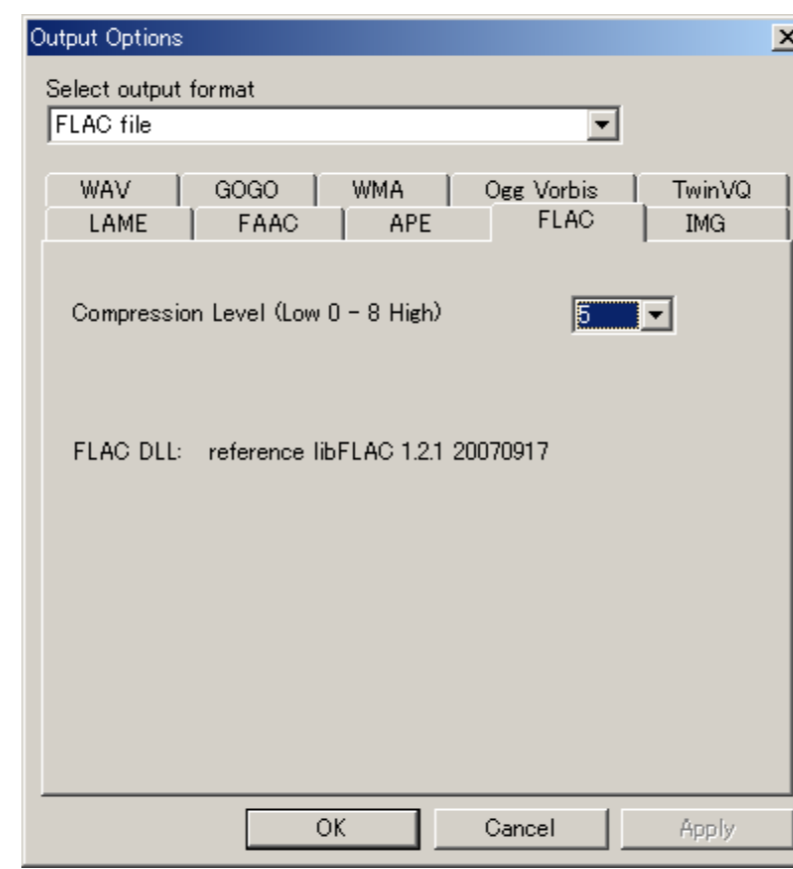 Output Options
Select output format
FLAC file
WAV GOGO WMA Ogg Vorbis TwinVQ
LAME FAAC APE FLAC IMG
Compression Level (Low 0 - 8 High) 5
FLAC DLL: reference libFLAC 1.2.1 20070917
OK Cancel Apply